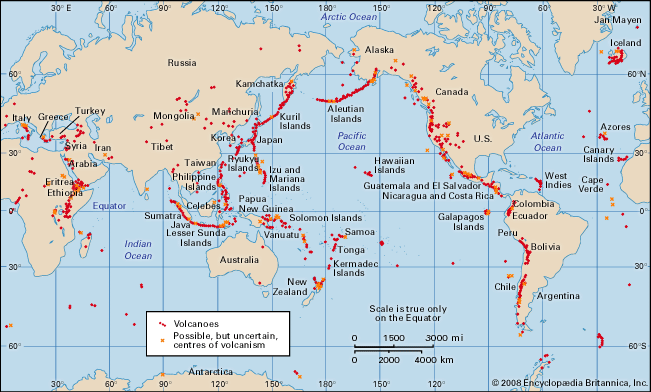 30 E
60
90
120
150
180
150
120
90
60
30 W
Arctic Ocean
Jan Mayen
Iceland
Alaska
Russia
60
60 N
Kamchatka
Canada
Aleutian
Islands
Kuril
Islands
Mongolia
Manchuria
Italy
Greece
Turkey
Korea
Japan
Pacific
Ocean
U.S.
Atlantic
Ocean
Azores
Syria
Iran
Tibet
30
30
Arabia
Taiwan
Ryukyu
Islands
Izu and
Mariana
Islands
Hawaiian
Islands
Canary
Islands
Philippine
Islands
Guatemala and El Salvador
Nicaragua and Costa Rica
West
Indies
Cape
Verde
Eritrea
Ethiopia
Equator
0
0
Celebes
Papua
New Guinea
Solomon Islands
Galapagos
Islands
Colombia
Ecuador
Sumatra
Java
Lesser Sunda
Islands
Vanuatu
Samoa
Tonga
Kermadec
Islands
Peru
Bolivia
Indian
Ocean
Australia
30
30
New
Zealand
Chile
Argentina
Scale is true only
on the Equator
0 1500 3000 mi
0 2000 4000 km
Volcanoes
Possible, but uncertain,
centres of volcanism
60
60 S
Antarctica
30 E
60
90
120
150
180
150
120
90
© 2008 Encyclopædia Britannica, Inc.